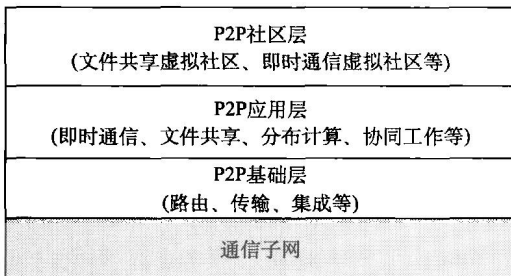 P2P社区层
(文件共享虚拟社区、即时通信虚拟社区等)
P2P应用层
(即时通信、文件共享、分布计算、协同工作等)
P2P基础层
(路由、传输、集成等)
通信子网